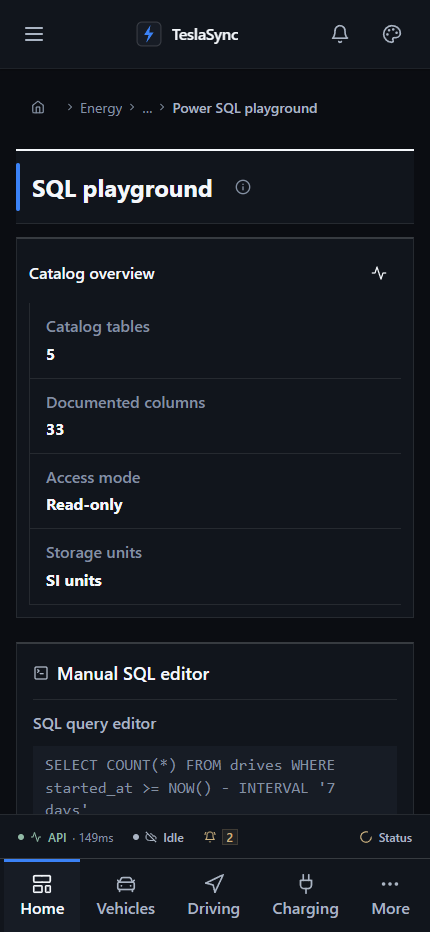 TeslaSync
Energy ... Power SQL playground
SQL playground
Catalog overview
Catalog tables
5
Documented columns
33
Access mode
Read-only
Storage units
SI units
Manual SQL editor
SQL query editor
SELECT COUNT(*) FROM drives WHERE
started_at >= NOW() - INTERVAL '7
days'
API · 149ms Idle 2 Status
Home Vehicles Driving Charging More